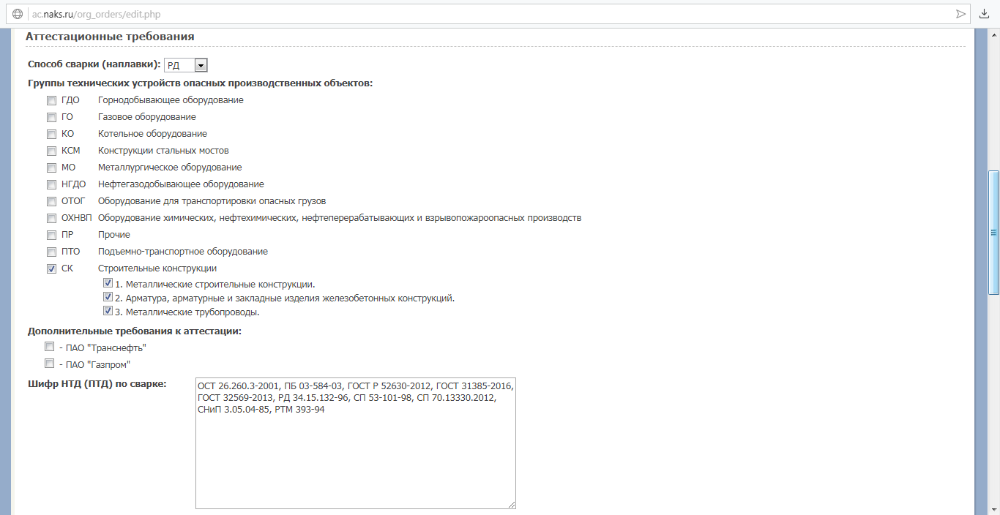 ac.naks.ru/org_orders/edit.php
Аттестационные требования
Способ сварки (наплавки): РД
Группы технических устройств опасных производственных объектов:
ГДО Горнодобывающее оборудование
ГО Газовое оборудование
КО Котельное оборудование
КСМ Конструкции стальных мостов
МО Металлургическое оборудование
НГДО Нефтегазодобывающее оборудование
ОТОГ Оборудование для транспортировки опасных грузов
ОХНВП Оборудование химических, нефтехимических, нефтеперерабатывающих и взрывопожароопасных производств
ПР Прочие
ПТО Подъемно-транспортное оборудование
СК Строительные конструкции
1. Металлические строительные конструкции.
2. Арматура, арматурные и закладные изделия железобетонных конструкций.
3. Металлические трубопроводы.
Дополнительные требования к аттестации:
- ПАО "Транснефть"
- ПАО "Газпром"
Шифр НТД (ПТД) по сварке: ОСТ 26.260.3-2001, ПБ 03-584-03, ГОСТ Р 52630-2012, ГОСТ 31385-2016,
ГОСТ 32569-2013, РД 34.15.132-96, СП 53-101-98, СП 70.13330.2012,
СНиП 3.05.04-85, РТМ 393-94